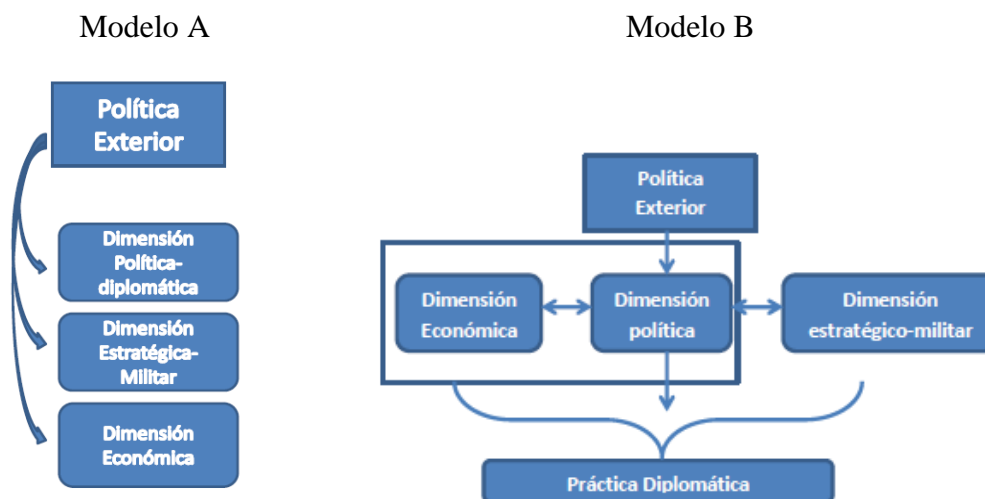 Modelo A
Modelo B
Política
Exterior
Dimensión
Política-
diplomática
Dimensión
Estratégica-
Militar
Dimensión
Económica
Política
Exterior
Dimensión
Económica
Dimensión
política
Dimensión
estratégico-militar
Práctica Diplomática